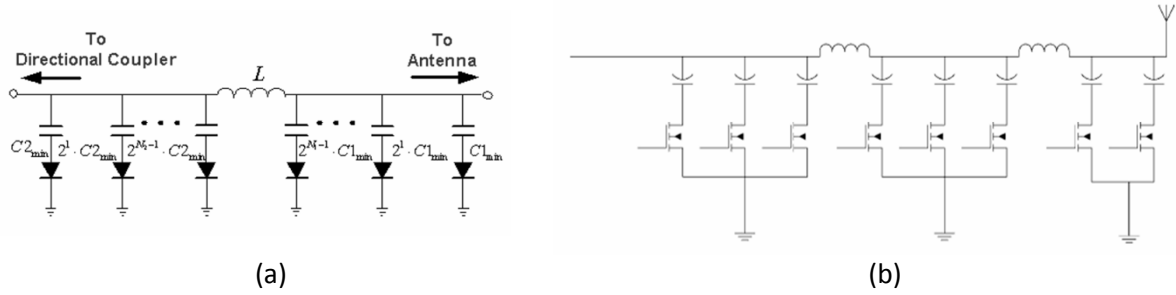 To
Directional Coupler
To
Antenna
L
C2min 2^1 · C2min 2^(N2-1) · C2min 2^(N1-1) · C1min 2^1 · C1min C1min
(a) (b)